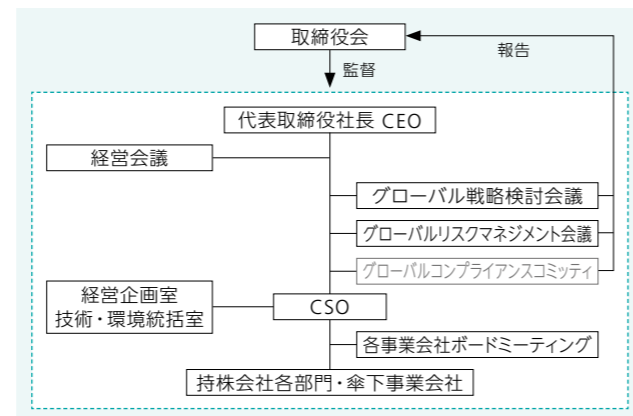 取締役会
報告
監督
代表取締役社長 CEO
経営会議
グローバル戦略検討会議
グローバルリスクマネジメント会議
グローバルコンプライアンスコミッティ
経営企画室
技術・環境統括室
CSO
各事業会社ボードミーティング
持株会社各部門・傘下事業会社